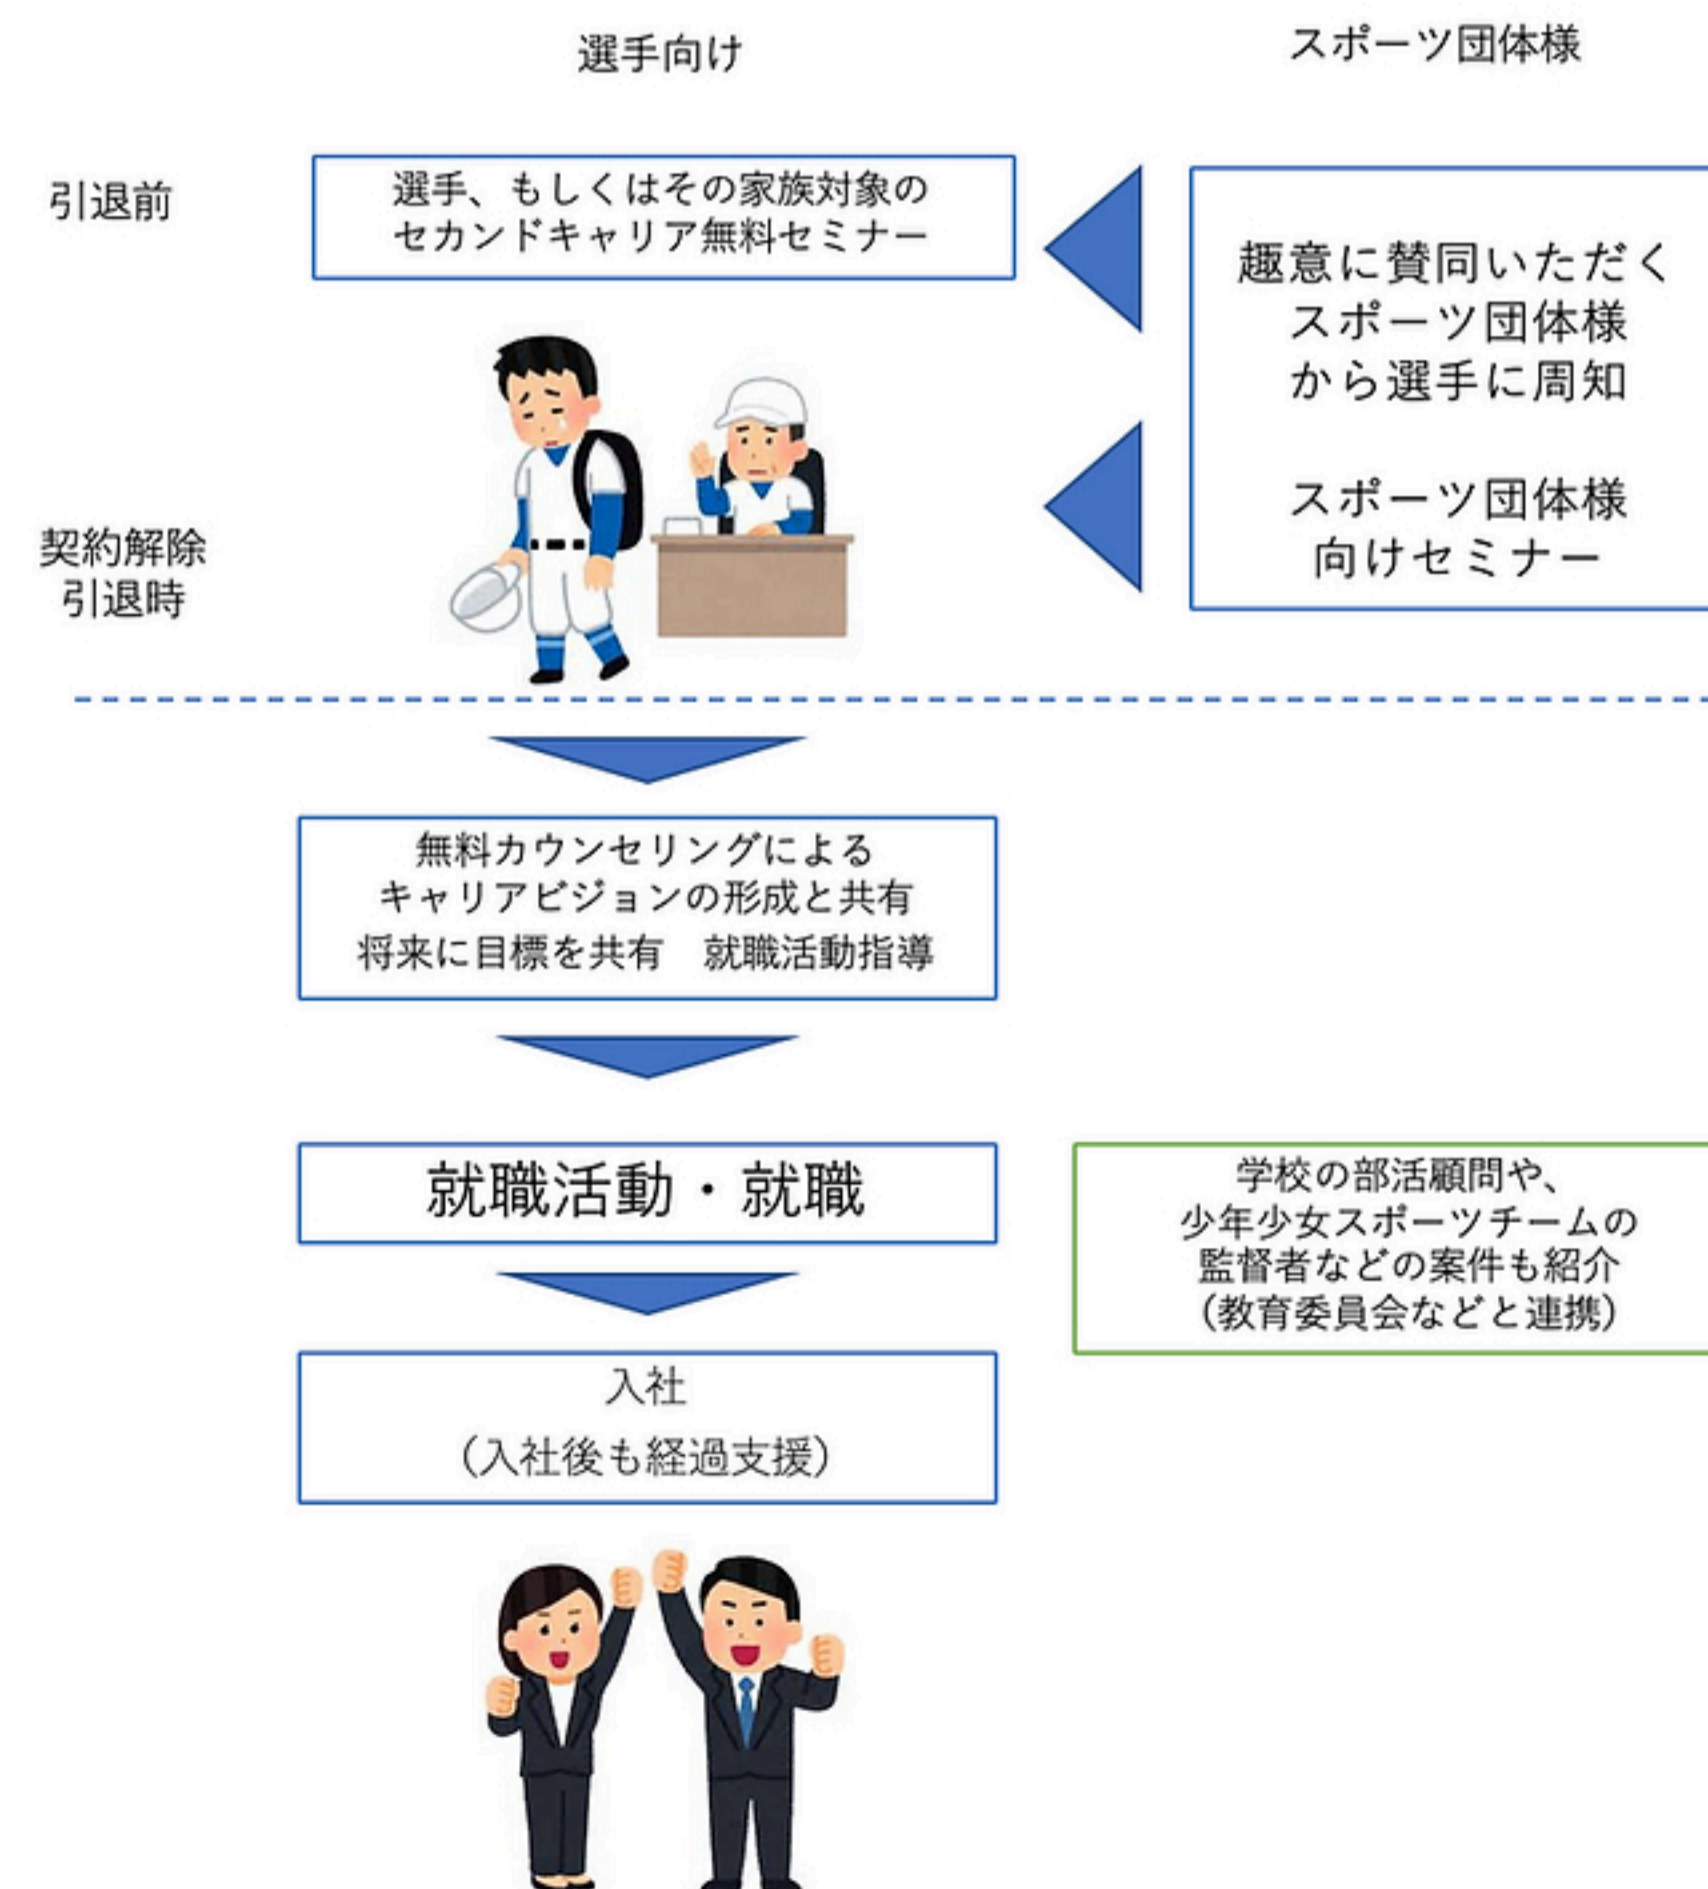 選手向け
スポーツ団体様
引退前
選手、もしくはその家族対象の
セカンドキャリア無料セミナー
趣意に賛同いただく
スポーツ団体様
から選手に周知
スポーツ団体様
向けセミナー
契約解除
引退時
無料カウンセリングによる
キャリアビジョンの形成と共有
将来に目標を共有　就職活動指導
就職活動・就職
学校の部活顧問や、
少年少女スポーツチームの
監督者などの案件も紹介
（教育委員会などと連携）
入社
（入社後も経過支援）